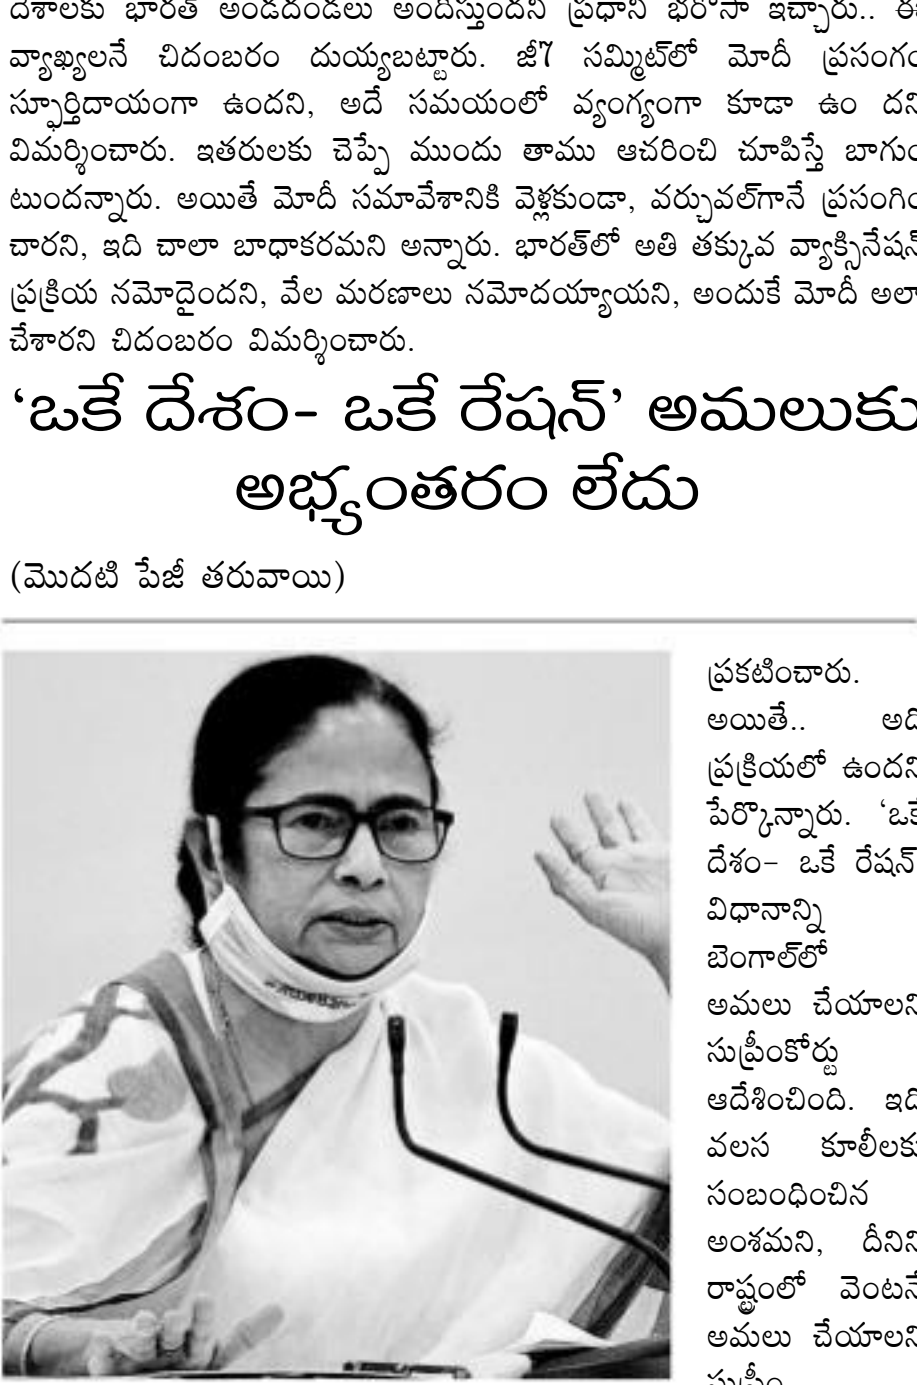 దేశాలకు భారత్ అండదండలు అందిస్తుందని ప్రధాని భరోసా ఇచ్చారు.. ఈ
వ్యాఖ్యలనే చిదంబరం దుయ్యబట్టారు. జీ7 సమ్మిట్‌లో మోదీ ప్రసంగం
స్ఫూర్తిదాయంగా ఉందని, అదే సమయంలో వ్యంగ్యంగా కూడా ఉం దని
విమర్శించారు. ఇతరులకు చెప్పే ముందు తాము ఆచరించి చూపిస్తే బాగుం
టుందన్నారు. అయితే మోదీ సమావేశానికి వెళ్లకుండా, వర్చువల్‌గానే ప్రసంగిం
చారని, ఇది చాలా బాధాకరమని అన్నారు. భారత్‌లో అతి తక్కువ వ్యాక్సినేషన్
ప్రక్రియ నమోదైందని, వేల మరణాలు నమోదయ్యాయని, అందుకే మోదీ అలా
చేశారని చిదంబరం విమర్శించారు.
‘ఒకే దేశం- ఒకే రేషన్’ అమలుకు
అభ్యంతరం లేదు
(మొదటి పేజీ తరువాయి)
ప్రకటించారు.
అయితే.. అది
ప్రక్రియలో ఉందని
పేర్కొన్నారు. ‘ఒకే
దేశం- ఒకే రేషన్’
విధానాన్ని
బెంగాల్‌లో
అమలు చేయాలని
సుప్రీంకోర్టు
ఆదేశించింది. ఇది
వలస కూలీలకు
సంబంధించిన
అంశమని, దీనిని
రాష్ట్రంలో వెంటనే
అమలు చేయాలని
సుప్రీం